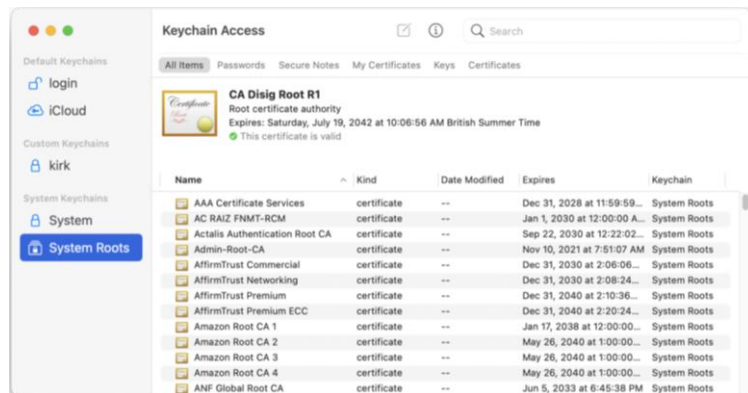 Keychain Access
Search
Default Keychains
login
iCloud
Custom Keychains
kirk
System Keychains
System
System Roots
All Items Passwords Secure Notes My Certificates Keys Certificates
Certificate
CA Disig Root R1
Root certificate authority
Expires: Saturday, July 19, 2042 at 10:06:56 AM British Summer Time
This certificate is valid
Name Kind Date Modified Expires Keychain
AAA Certificate Services certificate -- Dec 31, 2028 at 11:59:59... System Roots
AC RAIZ FNMT-RCM certificate -- Jan 1, 2030 at 12:00:00 A... System Roots
Actalis Authentication Root CA certificate -- Sep 22, 2030 at 12:22:02... System Roots
Admin-Root-CA certificate -- Nov 10, 2021 at 7:51:07 AM System Roots
AffirmTrust Commercial certificate -- Dec 31, 2030 at 2:06:06... System Roots
AffirmTrust Networking certificate -- Dec 31, 2030 at 2:08:24... System Roots
AffirmTrust Premium certificate -- Dec 31, 2040 at 2:10:36... System Roots
AffirmTrust Premium ECC certificate -- Dec 31, 2040 at 2:20:24... System Roots
Amazon Root CA 1 certificate -- Jan 17, 2038 at 12:00:00... System Roots
Amazon Root CA 2 certificate -- May 26, 2040 at 1:00:00... System Roots
Amazon Root CA 3 certificate -- May 26, 2040 at 1:00:00... System Roots
Amazon Root CA 4 certificate -- May 26, 2040 at 1:00:00... System Roots
ANF Global Root CA certificate -- Jun 5, 2033 at 6:45:38 PM System Roots